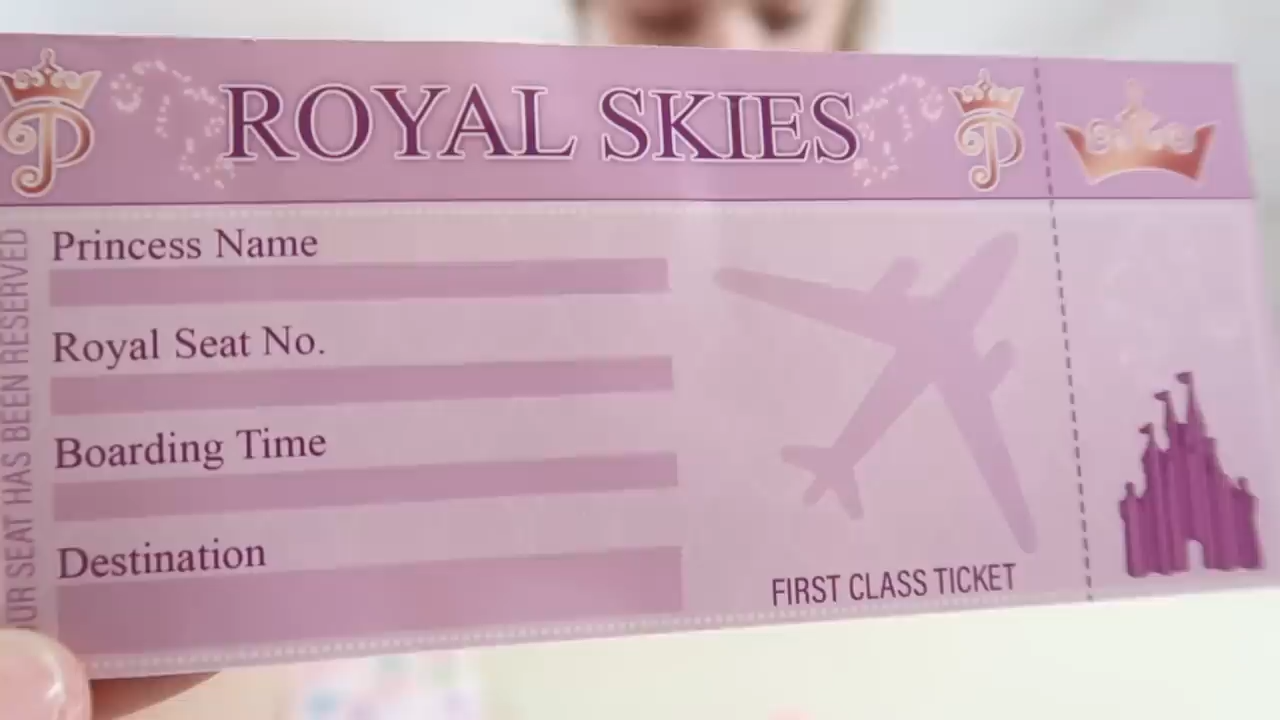 P ROYAL SKIES P
Princess Name
Royal Seat No.
Boarding Time
Destination
FIRST CLASS TICKET
UR SEAT HAS BEEN RESERVED